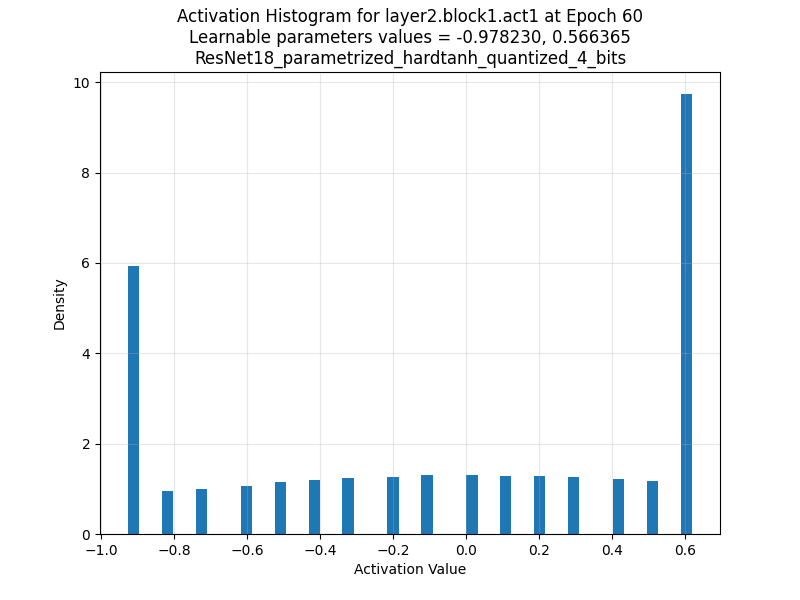 Activation Histogram for layer2.block1.act1 at Epoch 60
Learnable parameters values = -0.978230, 0.566365
ResNet18_parametrized_hardtanh_quantized_4_bits
10
8
6
4
2
0
Density
−1.0 −0.8 −0.6 −0.4 −0.2 0.0 0.2 0.4 0.6
Activation Value